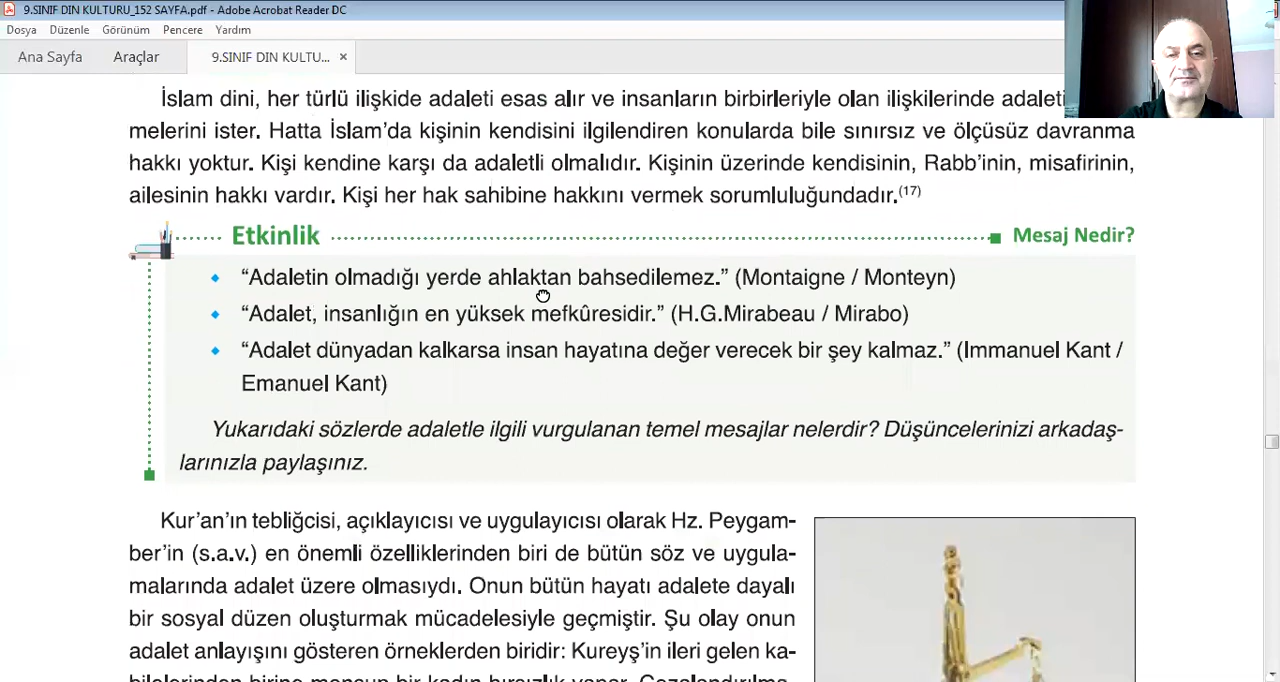 9.SINIF DIN KULTURU_152 SAYFA.pdf - Adobe Acrobat Reader DC
Dosya Düzenle Görünüm Pencere Yardım
Ana Sayfa Araçlar 9.SINIF DIN KULTU... ×
İslam dini, her türlü ilişkide adaleti esas alır ve insanların birbirleriyle olan ilişkilerinde adaleti
melerini ister. Hatta İslam’da kişinin kendisini ilgilendiren konularda bile sınırsız ve ölçüsüz davranma
hakkı yoktur. Kişi kendine karşı da adaletli olmalıdır. Kişinin üzerinde kendisinin, Rabb’inin, misafirinin,
ailesinin hakkı vardır. Kişi her hak sahibine hakkını vermek sorumluluğundadır.(17)
Etkinlik Mesaj Nedir?
“Adaletin olmadığı yerde ahlaktan bahsedilemez.” (Montaigne / Monteyn)
“Adalet, insanlığın en yüksek mefkûresidir.” (H.G.Mirabeau / Mirabo)
“Adalet dünyadan kalkarsa insan hayatına değer verecek bir şey kalmaz.” (Immanuel Kant /
Emanuel Kant)
Yukarıdaki sözlerde adaletle ilgili vurgulanan temel mesajlar nelerdir? Düşüncelerinizi arkadaş-
larınızla paylaşınız.
Kur’an’ın tebliğcisi, açıklayıcısı ve uygulayıcısı olarak Hz. Peygam-
ber’in (s.a.v.) en önemli özelliklerinden biri de bütün söz ve uygula-
malarında adalet üzere olmasıydı. Onun bütün hayatı adalete dayalı
bir sosyal düzen oluşturmak mücadelesiyle geçmiştir. Şu olay onun
adalet anlayışını gösteren örneklerden biridir: Kureyş’in ileri gelen ka-
bilelerinden birine mensup bir kadın hırsızlık yapar. Cezalandırılma-